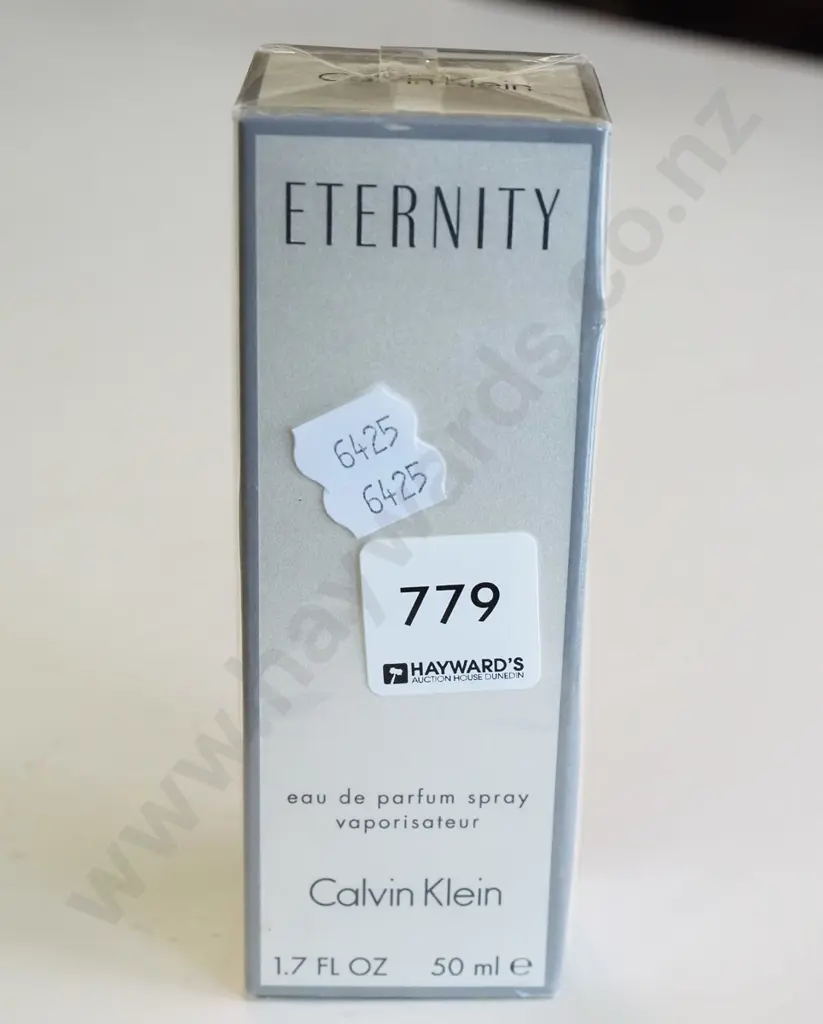 Calvin Klein
ETERNITY
6425
6425
779
HAYWARD'S
AUCTION HOUSE DUNEDIN
eau de parfum spray
vaporisateur
Calvin Klein
1.7 FL OZ 50 ml ℮
www.haywards.co.nz